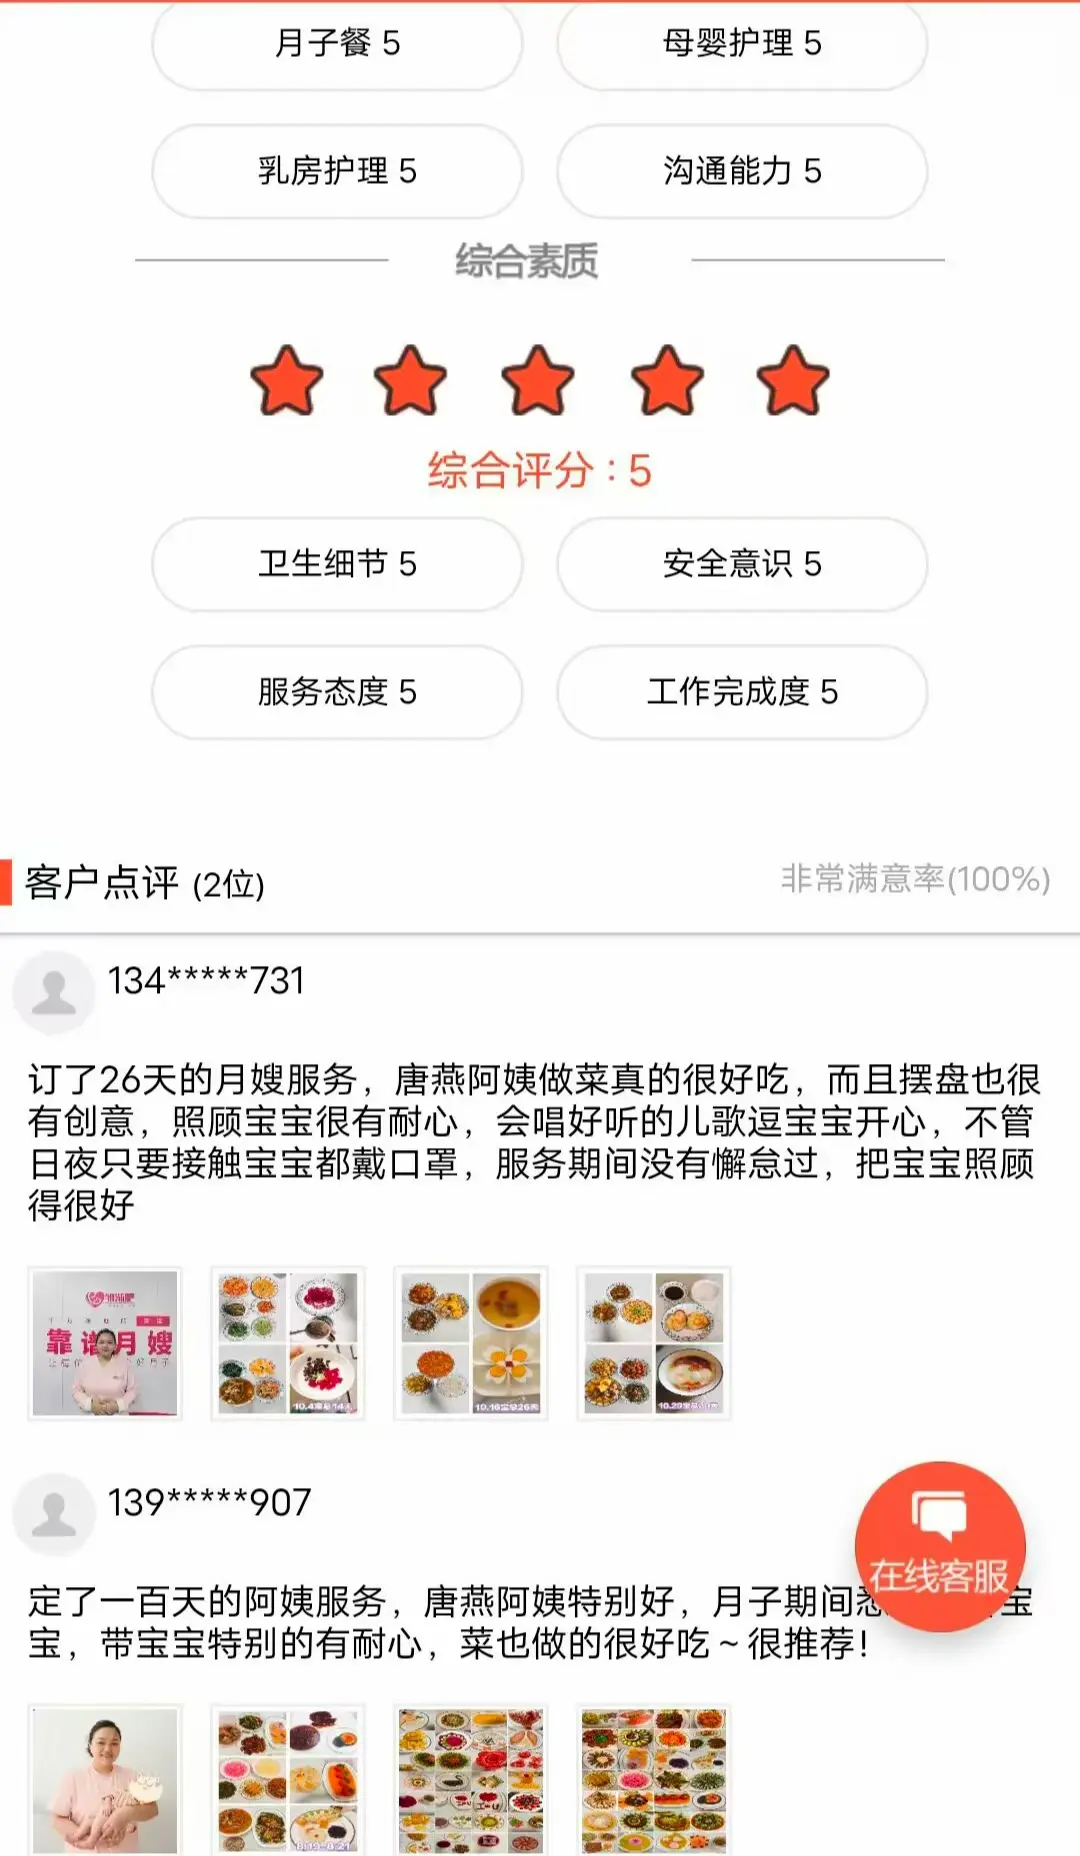 月子餐 5
母婴护理 5
乳房护理 5
沟通能力 5
综合素质
综合评分：5
卫生细节 5
安全意识 5
服务态度 5
工作完成度 5
客户点评 (2位)
非常满意率(100%)
134*****731
订了26天的月嫂服务，唐燕阿姨做菜真的很好吃，而且摆盘也很
有创意，照顾宝宝很有耐心，会唱好听的儿歌逗宝宝开心，不管
日夜只要接触宝宝都戴口罩，服务期间没有懈怠过，把宝宝照顾
得很好
靠谱月嫂
139*****907
在线客服
定了一百天的阿姨服务，唐燕阿姨特别好，月子期间悉 宝
宝，带宝宝特别的有耐心，菜也做的很好吃～很推荐！